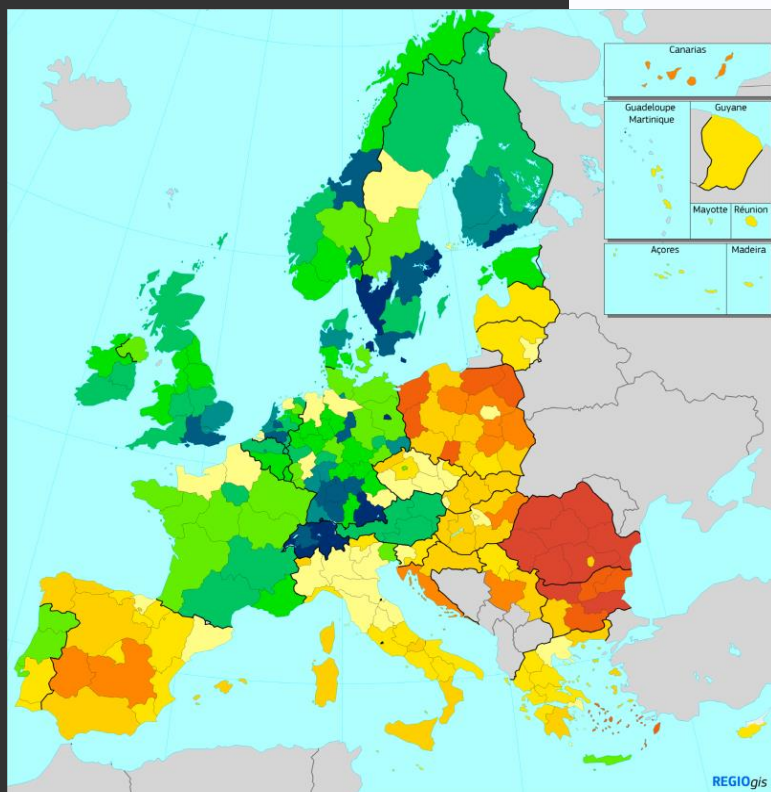 Canarias
Guadeloupe
Martinique
Guyane
Mayotte
Réunion
Açores
Madeira
REGIOgis